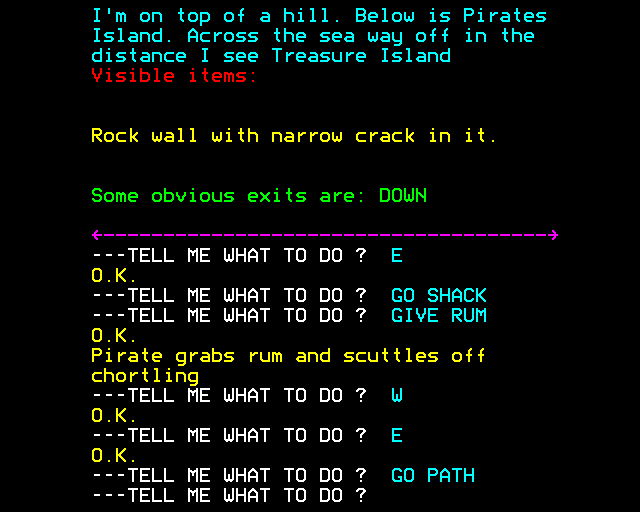 I'm on top of a hill. Below is Pirates
Island. Across the sea way off in the
distance I see Treasure Island
Visible items:
Rock wall with narrow crack in it.
Some obvious exits are: DOWN
---TELL ME WHAT TO DO ? E
O.K.
---TELL ME WHAT TO DO ? GO SHACK
---TELL ME WHAT TO DO ? GIVE RUM
O.K.
Pirate grabs rum and scuttles off
chortling
---TELL ME WHAT TO DO ? W
O.K.
---TELL ME WHAT TO DO ? E
O.K.
---TELL ME WHAT TO DO ? GO PATH
---TELL ME WHAT TO DO ?